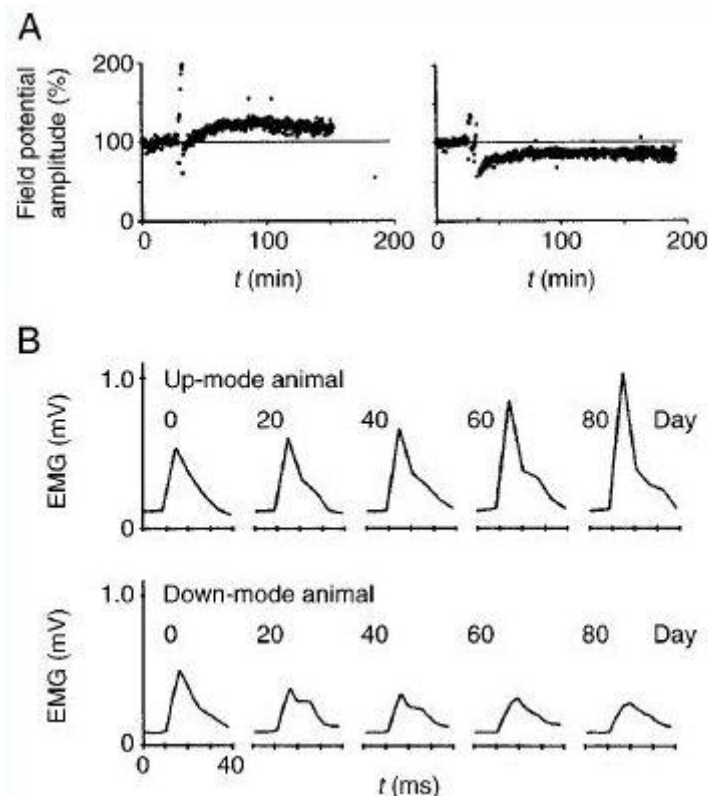 A
Field potential
amplitude (%)
200
100
0
0 100 200
t (min)
0 100 200
t (min)
B
EMG (mV)
1.0
0
Up-mode animal
0 20 40 60 80 Day
EMG (mV)
1.0
0
Down-mode animal
0 20 40 60 80 Day
0 40
t (ms)